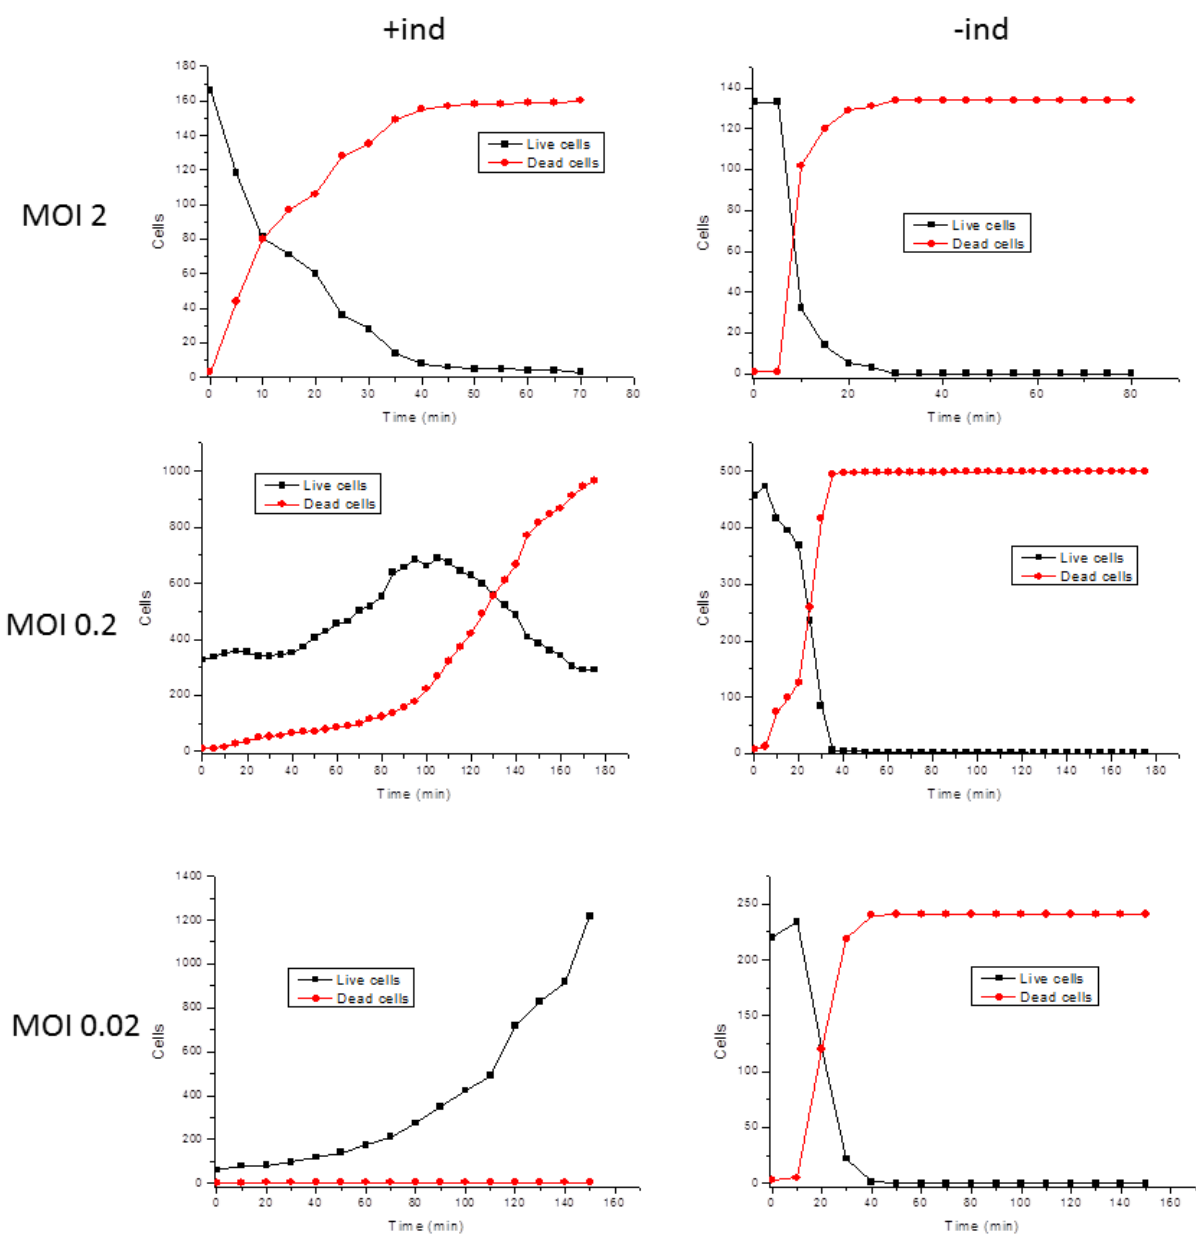 +ind
-ind
MOI 2
180
160
140
120
100
80
60
40
20
0
Cells
Live cells
Dead cells
0 10 20 30 40 50 60 70 80
Time (min)
140
120
100
80
60
40
20
0
Cells
Live cells
Dead cells
0 20 40 60 80
Time (min)
MOI 0.2
1000
800
600
400
200
0
Cells
Live cells
Dead cells
0 20 40 60 80 100 120 140 160 180
Time (min)
500
400
300
200
100
0
Cells
Live cells
Dead cells
0 20 40 60 80 100 120 140 160 180
Time (min)
MOI 0.02
1400
1200
1000
800
600
400
200
0
Cells
Live cells
Dead cells
0 20 40 60 80 100 120 140 160
Time (min)
250
200
150
100
50
0
Cells
Live cells
Dead cells
0 20 40 60 80 100 120 140 160
Time (min)